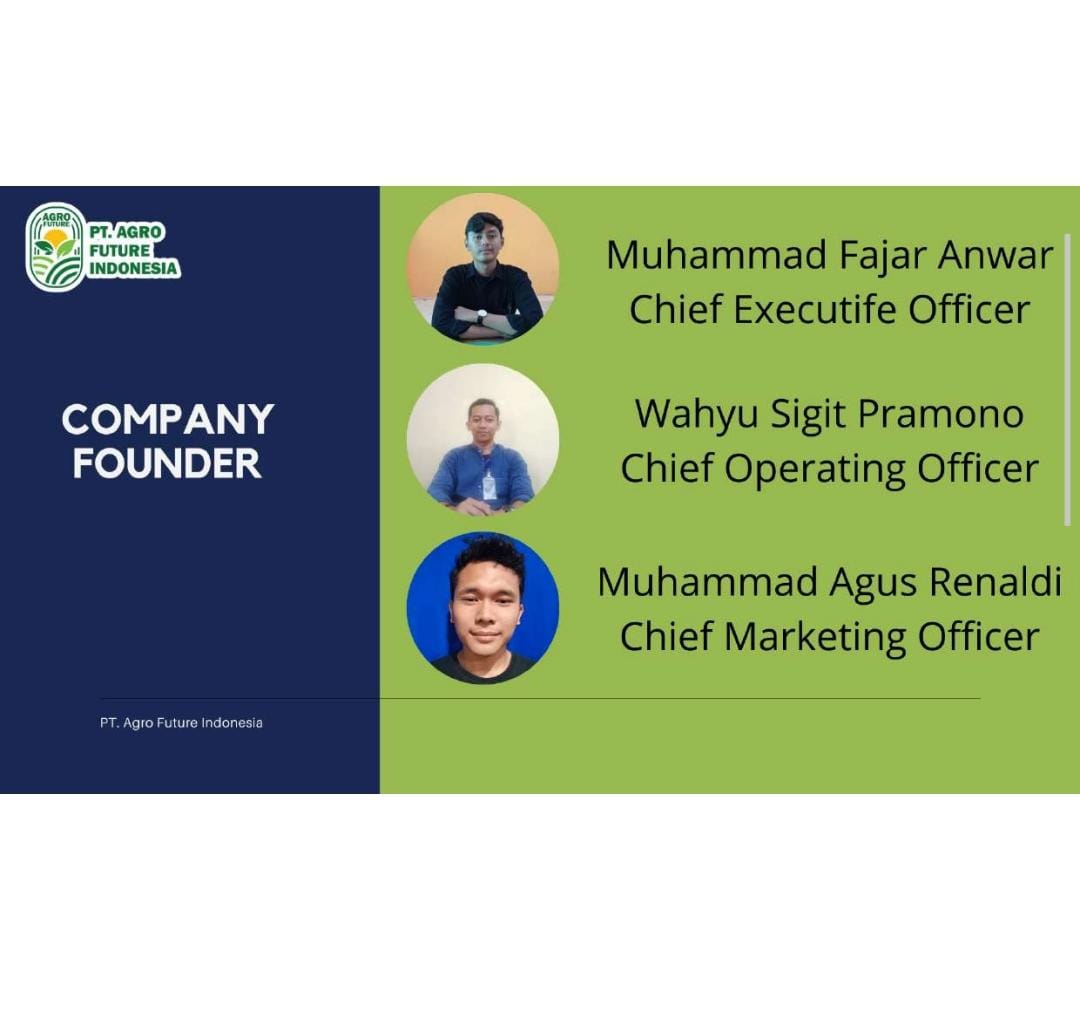 AGRO
FUTURE
PT. AGRO
FUTURE
INDONESIA
COMPANY
FOUNDER
Muhammad Fajar Anwar
Chief Executife Officer
Wahyu Sigit Pramono
Chief Operating Officer
Muhammad Agus Renaldi
Chief Marketing Officer
PT. Agro Future Indonesia